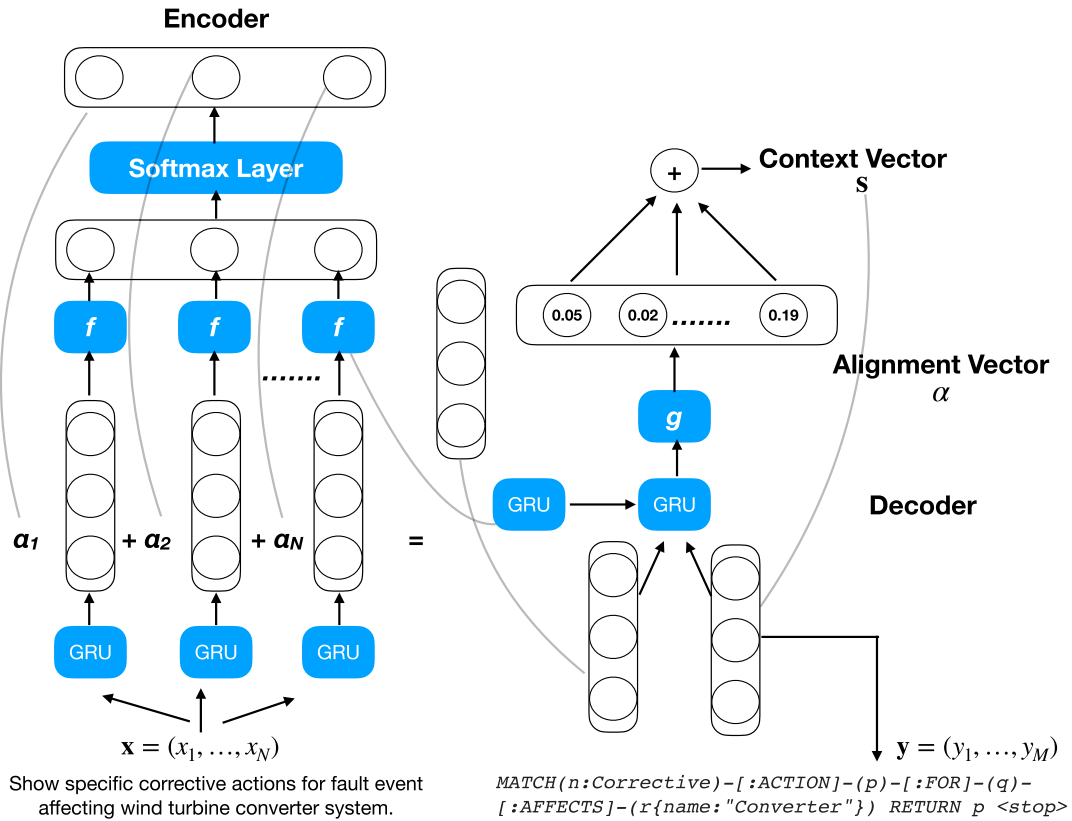 Encoder
Softmax Layer
f
f
f
.......
a1
+ a2
+ aN
=
GRU
GRU
GRU
x = (x1, …, xN)
Show specific corrective actions for fault event
affecting wind turbine converter system.
+
Context Vector
s
0.05
0.02
.......
0.19
Alignment Vector
α
g
GRU
GRU
Decoder
y = (y1, …, yM)
MATCH(n:Corrective)-[:ACTION]-(p)-[:FOR]-(q)-
[:AFFECTS]-(r{name:"Converter"}) RETURN p <stop>